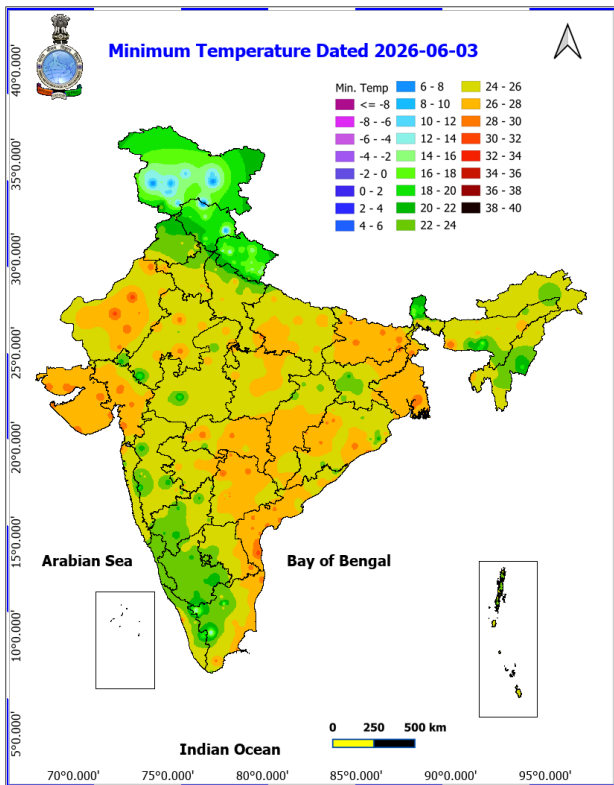 Minimum Temperature Dated 2026-06-03
Min. Temp
<= -8
-8 - -6
-6 - -4
-4 - -2
-2 - 0
0 - 2
2 - 4
4 - 6
6 - 8
8 - 10
10 - 12
12 - 14
14 - 16
16 - 18
18 - 20
20 - 22
22 - 24
24 - 26
26 - 28
28 - 30
30 - 32
32 - 34
34 - 36
36 - 38
38 - 40
40°0.000'
35°0.000'
30°0.000'
25°0.000'
20°0.000'
15°0.000'
10°0.000'
5°0.000'
Arabian Sea
Bay of Bengal
Indian Ocean
0 250 500 km
70°0.000' 75°0.000' 80°0.000' 85°0.000' 90°0.000' 95°0.000'